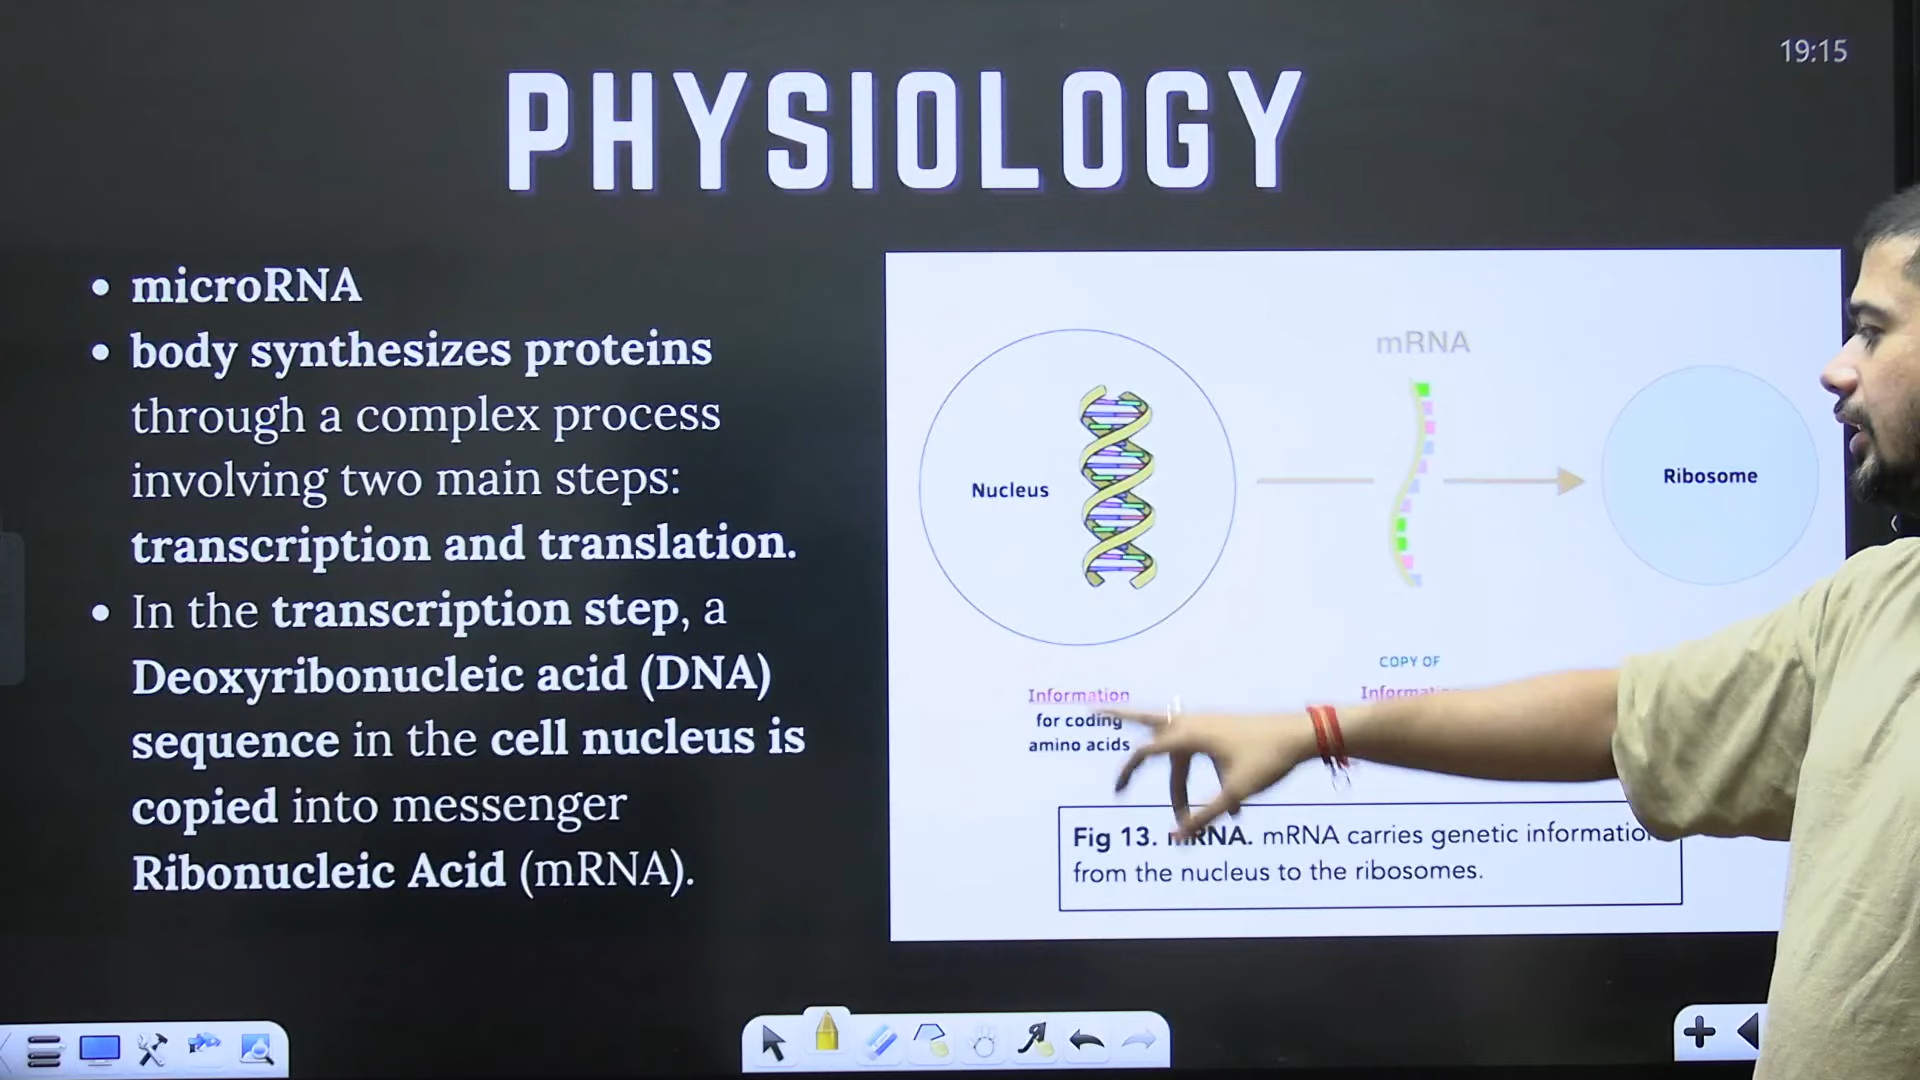 19:15
PHYSIOLOGY
• microRNA
• body synthesizes proteins
through a complex process
involving two main steps:
transcription and translation.
• In the transcription step, a
Deoxyribonucleic acid (DNA)
sequence in the cell nucleus is
copied into messenger
Ribonucleic Acid (mRNA).
mRNA
Nucleus
Ribosome
Information
for coding
amino acids
COPY OF
Fig 13. mRNA. mRNA carries genetic information
from the nucleus to the ribosomes.